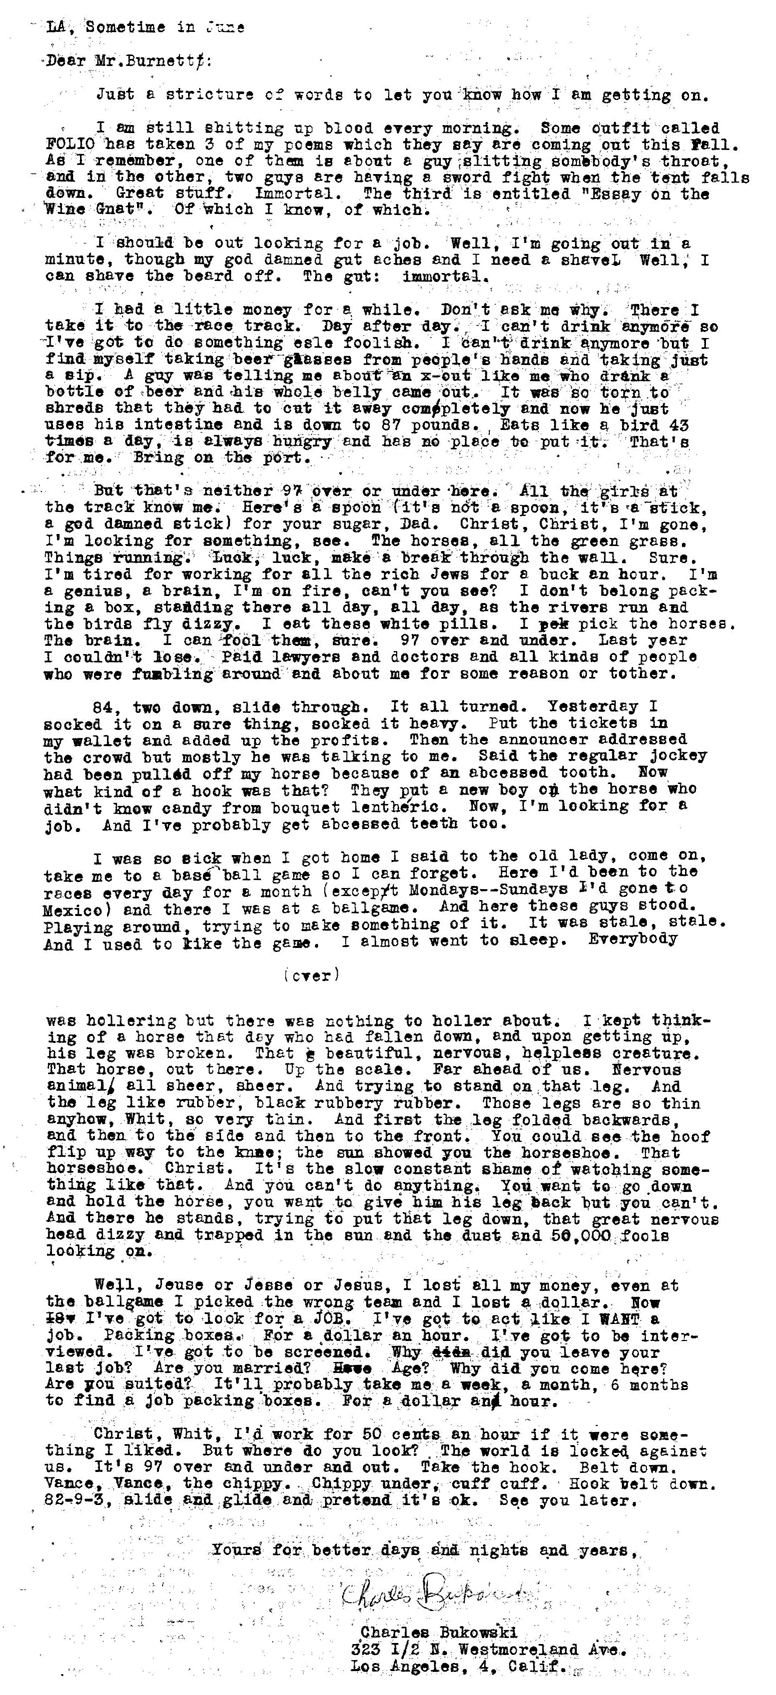 LA, Sometime in June
Dear Mr.Burnett/:
Just a stricture of words to let you know how I am getting on.
I am still shitting up blood every morning. Some outfit called
FOLIO has taken 3 of my poems which they say are coming out this Fall.
As I remember, one of them is about a guy slitting somebody's throat,
and in the other, two guys are having a sword fight when the tent falls
down. Great stuff. Immortal. The third is entitled "Essay on the
Wine Gnat". Of which I know, of which.
I should be out looking for a job. Well, I'm going out in a
minute, though my god damned gut aches and I need a shaveL Well, I
can shave the beard off. The gut: immortal.
I had a little money for a while. Don't ask me why. There I
take it to the race track. Day after day. I can't drink anymore so
I've got to do something esle foolish. I can't drink anymore but I
find myself taking beer glasses from people's hands and taking just
a sip. A guy was telling me about an x-out like me who drank a
bottle of beer and his whole belly came out. It was so torn to
shreds that they had to cut it away com/pletely and now he just
uses his intestine and is down to 87 pounds. Eats like a bird 43
times a day, is always hungry and has no place to put it. That's
for me. Bring on the port.
But that's neither 97 over or under here. All the girls at
the track know me. Here's a spoon (it's not a spoon, it's a stick,
a god damned stick) for your sugar, Dad. Christ, Christ, I'm gone,
I'm looking for something, see. The horses, all the green grass.
Things running. Luck, luck, make a break through the wall. Sure.
I'm tired for working for all the rich Jews for a buck an hour. I'm
a genius, a brain, I'm on fire, can't you see? I don't belong pack-
ing a box, standing there all day, all day, as the rivers run and
the birds fly dizzy. I eat these white pills. I pek pick the horses.
The brain. I can fool them, sure. 97 over and under. Last year
I couldn't lose. Paid lawyers and doctors and all kinds of people
who were fumbling around and about me for some reason or tother.
84, two down, slide through. It all turned. Yesterday I
socked it on a sure thing, socked it heavy. Put the tickets in
my wallet and added up the profits. Then the announcer addressed
the crowd but mostly he was talking to me. Said the regular jockey
had been pulled off my horse because of an abcessed tooth. Now
what kind of a hook was that? They put a new boy on the horse who
didn't know candy from bouquet lentheric. Now, I'm looking for a
job. And I've probably get abcessed teeth too.
I was so sick when I got home I said to the old lady, come on,
take me to a base ball game so I can forget. Here I'd been to the
races every day for a month (excep/t Mondays--Sundays I'd gone to
Mexico) and there I was at a ballgame. And here these guys stood.
Playing around, trying to make something of it. It was stale, stale.
And I used to like the game. I almost went to sleep. Everybody
(over)
was hollering but there was nothing to holler about. I kept think-
ing of a horse that day who had fallen down, and upon getting up,
his leg was broken. That beautiful, nervous, helpless creature.
That horse, out there. Up the scale. Far ahead of us. Nervous
animal/ all sheer, sheer. And trying to stand on that leg. And
the leg like rubber, black rubbery rubber. Those legs are so thin
anyhow, Whit, so very thin. And first the leg folded backwards,
and then to the side and then to the front. You could see the hoof
flip up way to the knee; the sun showed you the horseshoe. That
horseshoe. Christ. It's the slow constant shame of watching some-
thing like that. And you can't do anything. You want to go down
and hold the horse, you want to give him his leg back but you can't.
And there he stands, trying to put that leg down, that great nervous
head dizzy and trapped in the sun and the dust and 50,000 fools
looking on.
Well, Jeuse or Jesse or Jesus, I lost all my money, even at
the ballgame I picked the wrong team and I lost a dollar. Now
I've got to look for a JOB. I've got to act like I WANT a
job. Packing boxes. For a dollar an hour. I've got to be inter-
viewed. I've got to be screened. Why didn did you leave your
last job? Are you married? Have Age? Why did you come here?
Are you suited? It'll probably take me a week, a month, 6 months
to find a job packing boxes. For a dollar an/ hour.
Christ, Whit, I'd work for 50 cents an hour if it were some-
thing I liked. But where do you look? The world is locked against
us. It's 97 over and under and out. Take the hook. Belt down.
Vance, Vance, the chippy. Chippy under, cuff cuff. Hook belt down.
82-9-3, slide and glide and pretend it's ok. See you later.
Yours for better days and nights and years,
Charles Bukowski
Charles Bukowski
323 I/2 N. Westmoreland Ave.
Los Angeles, 4, Calif.